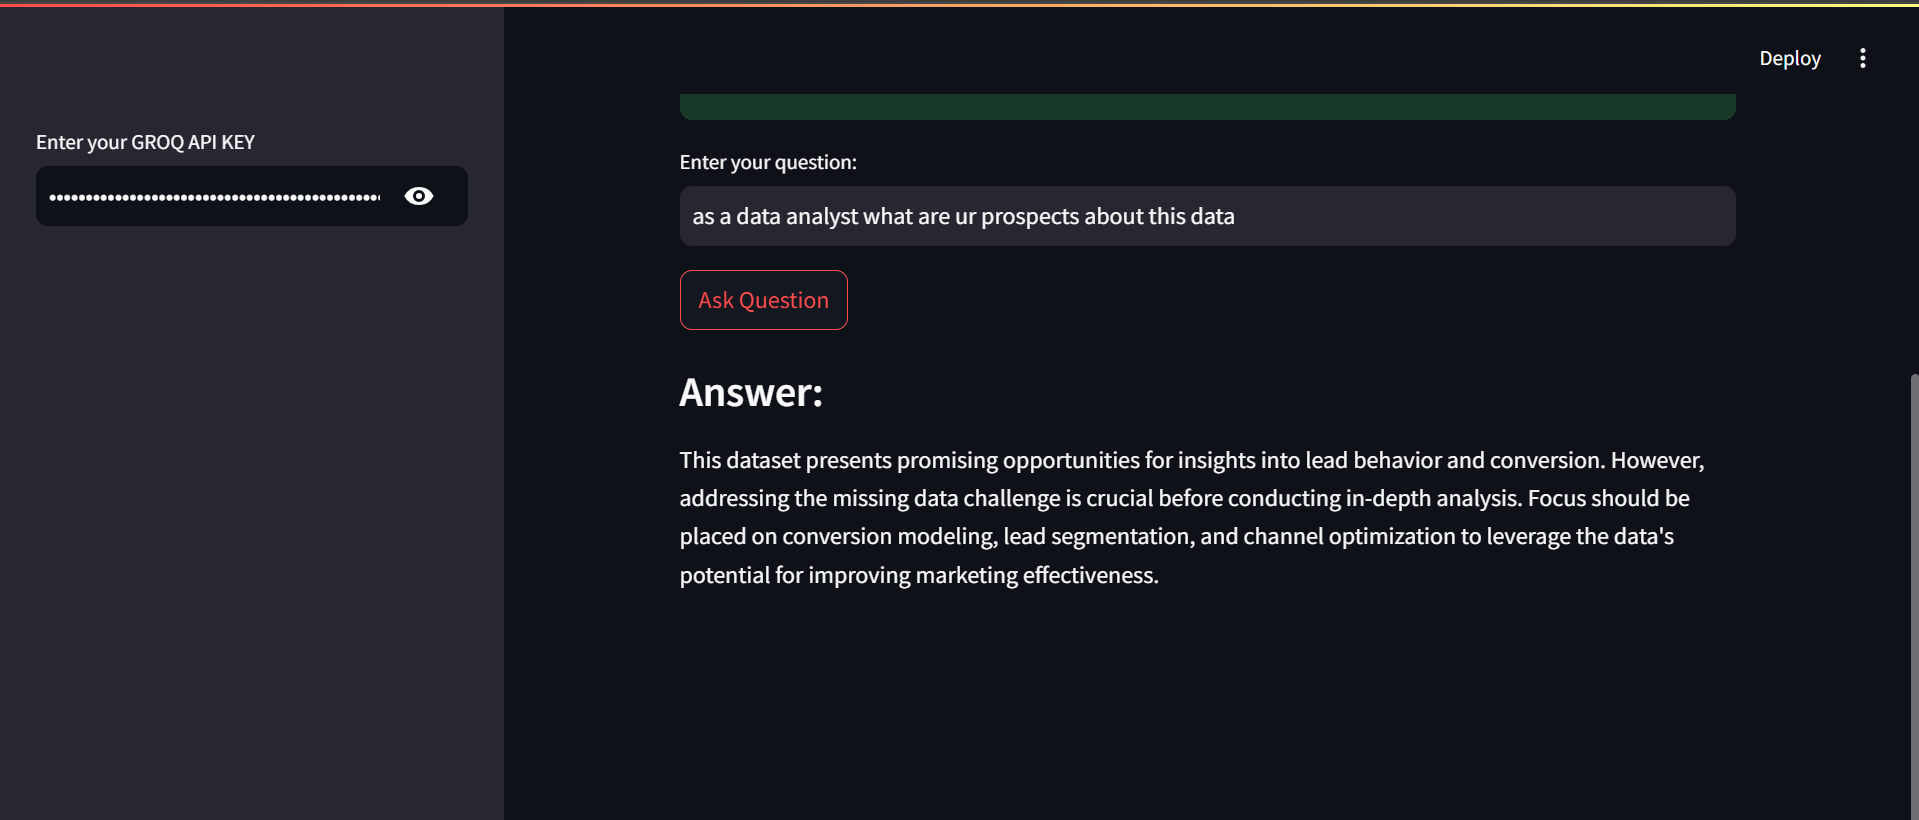 Deploy
Enter your GROQ API KEY
Enter your question:
as a data analyst what are ur prospects about this data
Ask Question
Answer:
This dataset presents promising opportunities for insights into lead behavior and conversion. However,
addressing the missing data challenge is crucial before conducting in-depth analysis. Focus should be
placed on conversion modeling, lead segmentation, and channel optimization to leverage the data's
potential for improving marketing effectiveness.